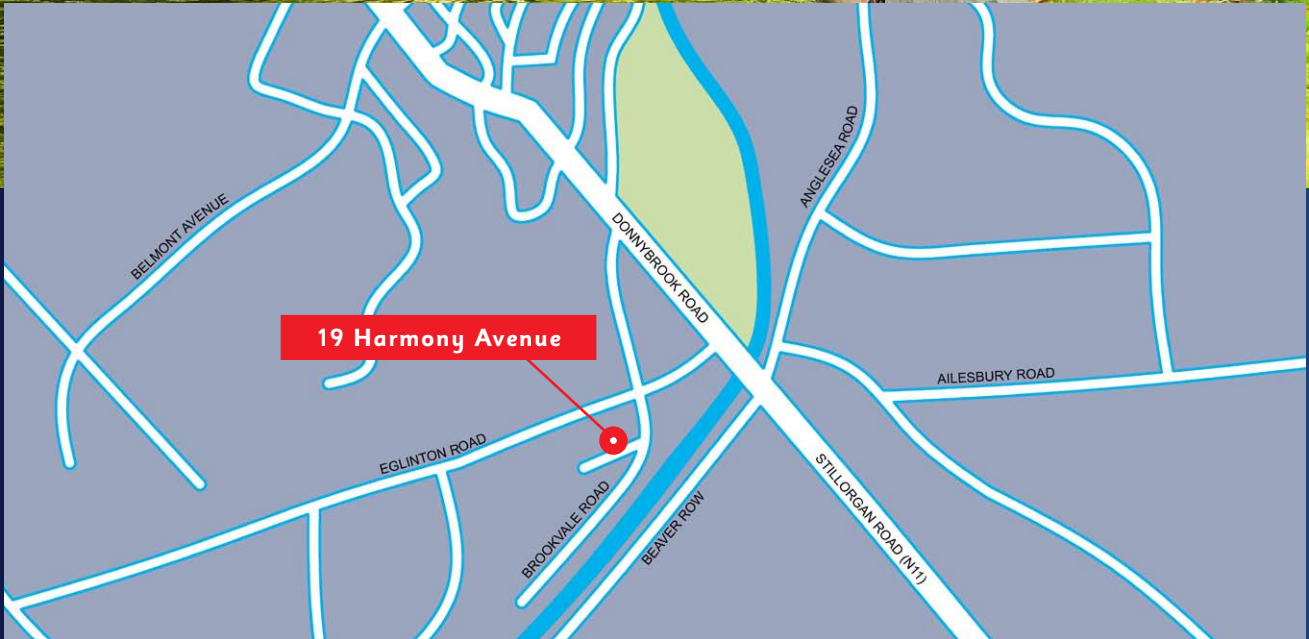 ANGLESEA ROAD
BELMONT AVENUE
DONNYBROOK ROAD
19 Harmony Avenue
AILESBURY ROAD
EGLINTON ROAD
BROOKVALE ROAD
BEAVER ROW
STILLORGAN ROAD (N11)